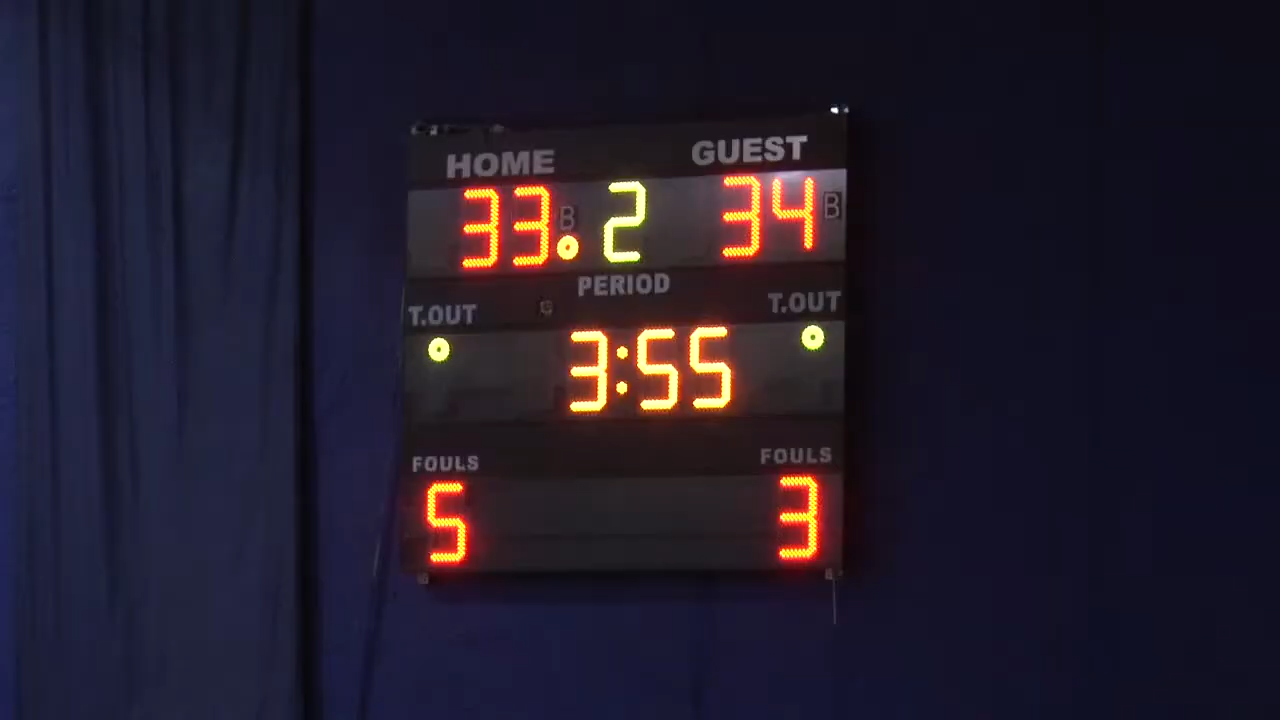 HOME GUEST
33 B 2 34 B
PERIOD
T.OUT T.OUT
3:55
FOULS FOULS
5 3